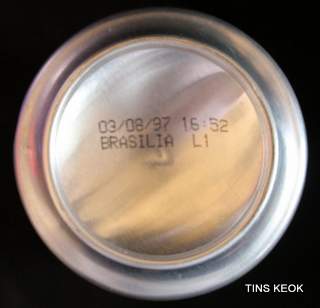 03/08/97 16:52
BRASILIA L1
TINS KEOK